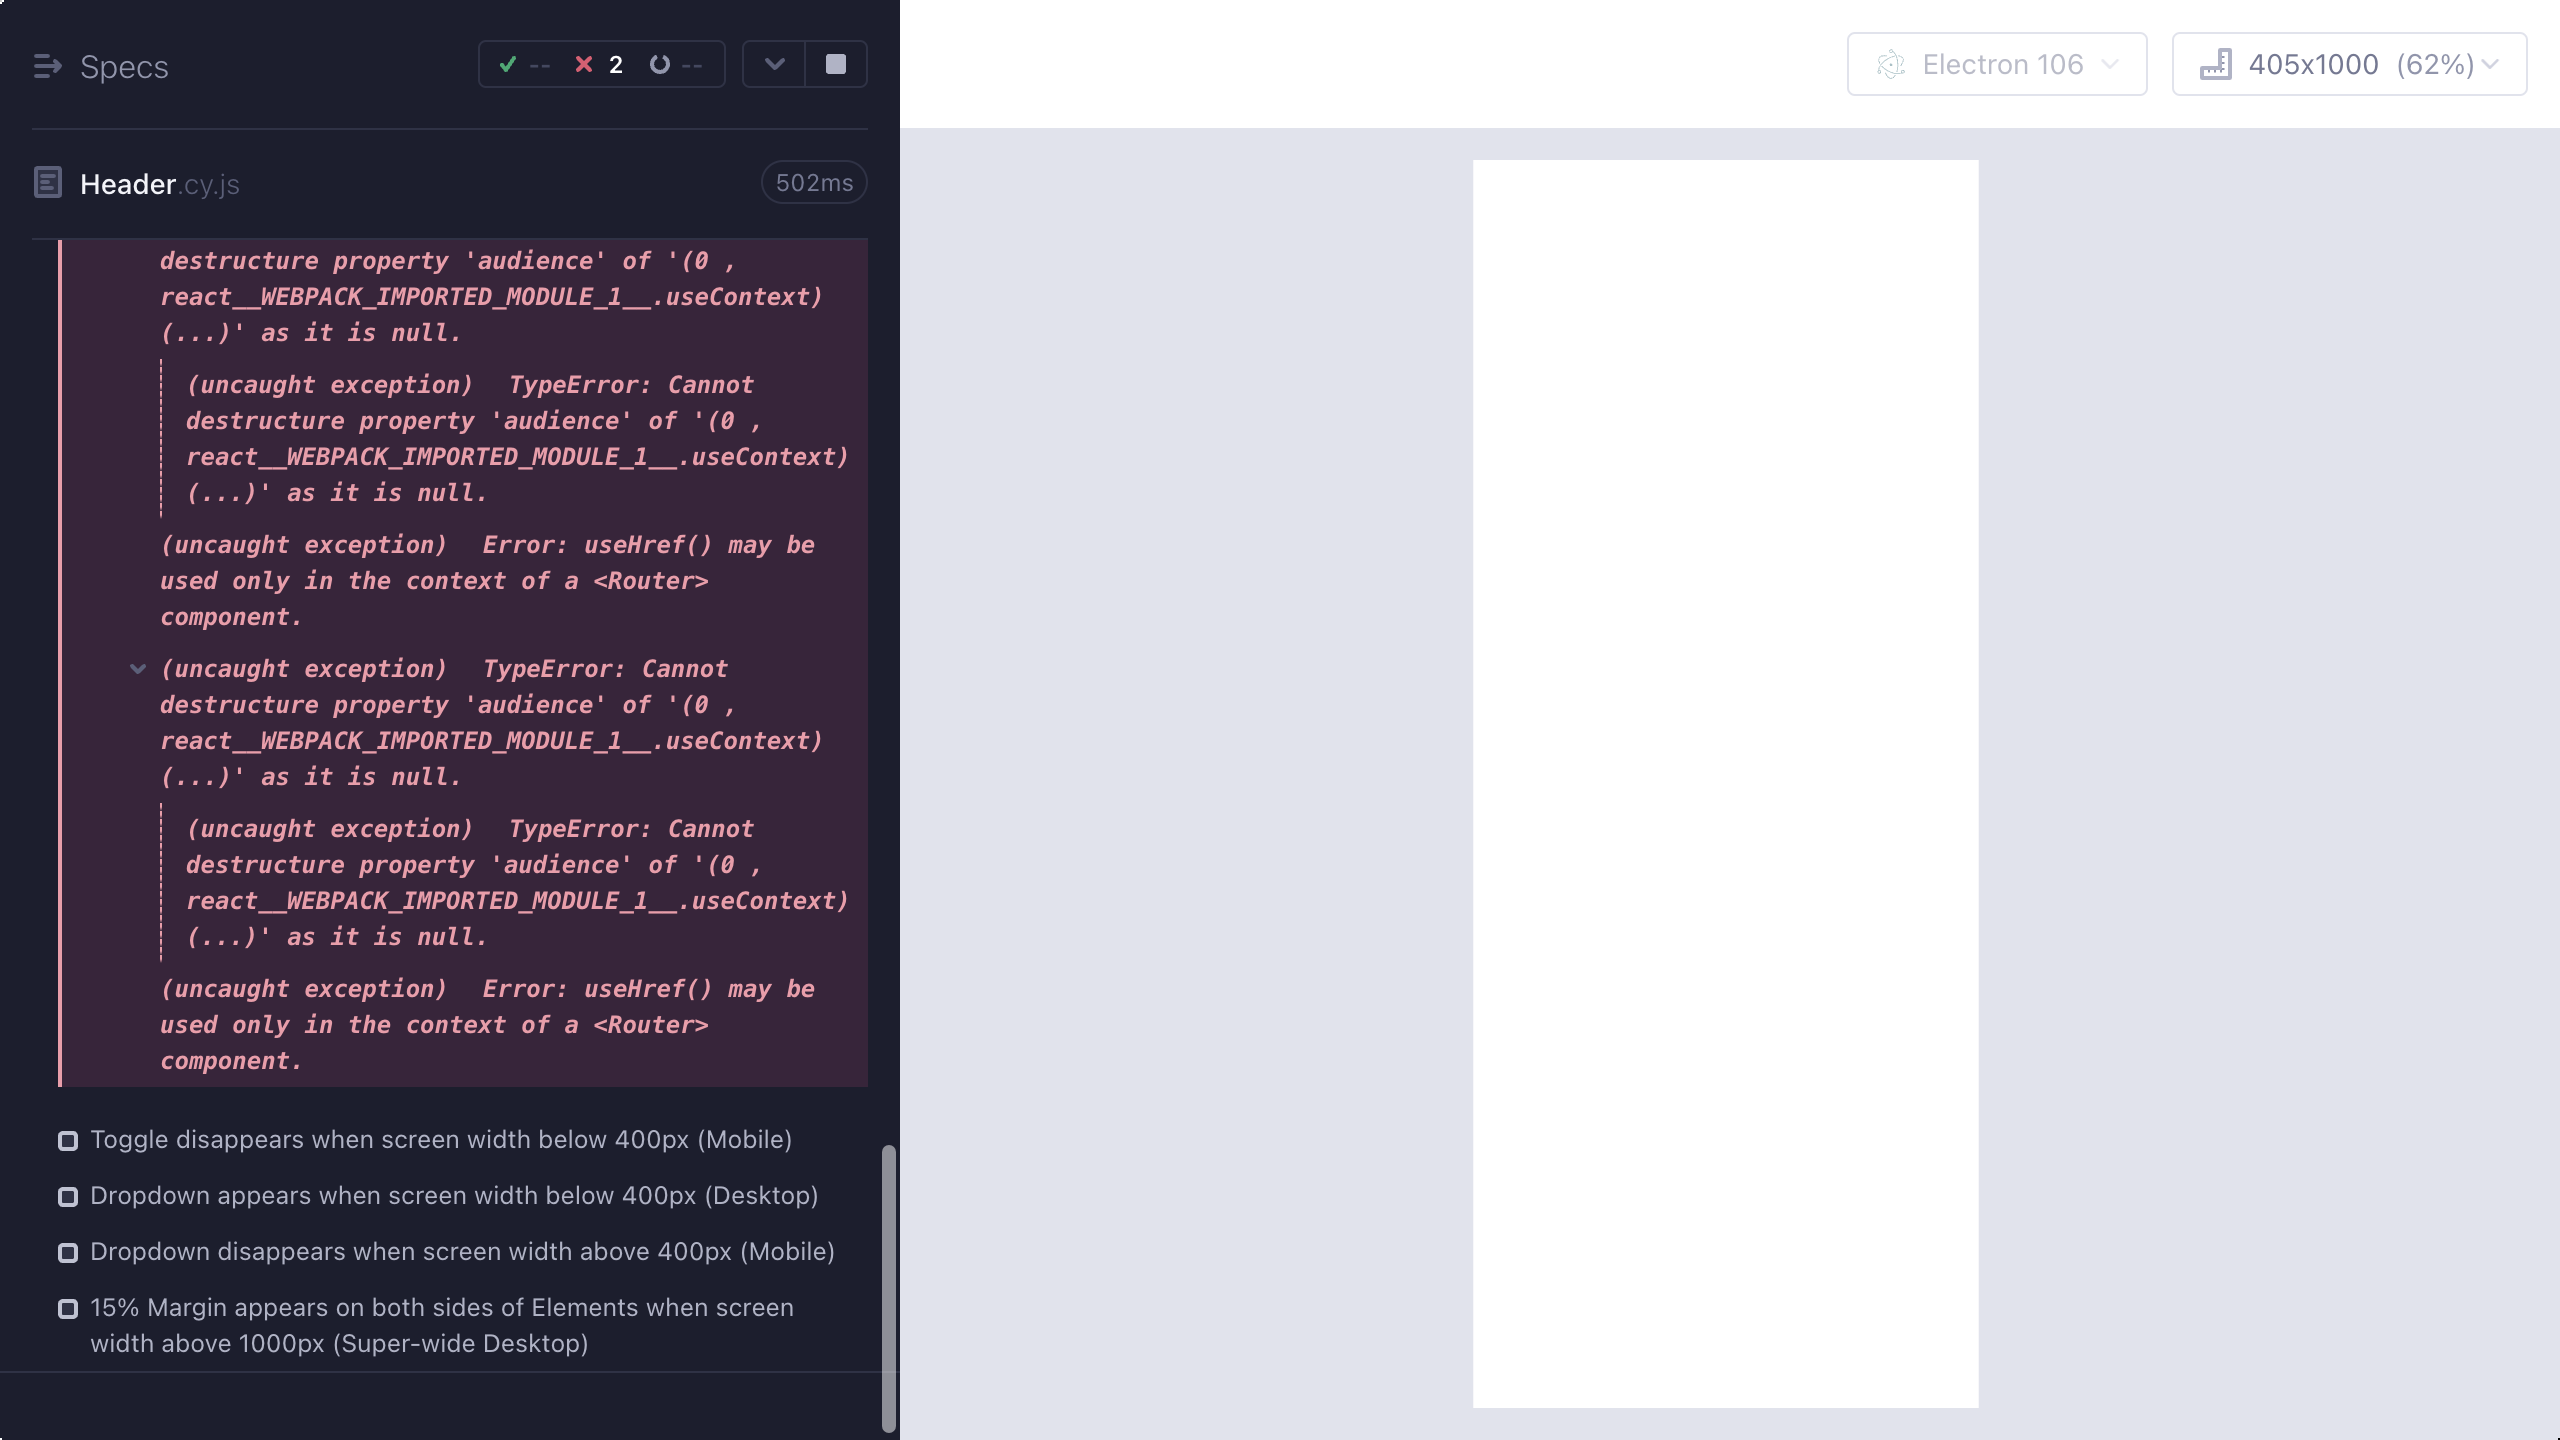 Specs
-- 2 --
Electron 106
405x1000 (62%)
Header.cy.js
502ms
destructure property 'audience' of '(0 ,
react__WEBPACK_IMPORTED_MODULE_1__.useContext)
(...)' as it is null.
(uncaught exception) TypeError: Cannot
destructure property 'audience' of '(0 ,
react__WEBPACK_IMPORTED_MODULE_1__.useContext)
(...)' as it is null.
(uncaught exception) Error: useHref() may be
used only in the context of a <Router>
component.
(uncaught exception) TypeError: Cannot
destructure property 'audience' of '(0 ,
react__WEBPACK_IMPORTED_MODULE_1__.useContext)
(...)' as it is null.
(uncaught exception) TypeError: Cannot
destructure property 'audience' of '(0 ,
react__WEBPACK_IMPORTED_MODULE_1__.useContext)
(...)' as it is null.
(uncaught exception) Error: useHref() may be
used only in the context of a <Router>
component.
Toggle disappears when screen width below 400px (Mobile)
Dropdown appears when screen width below 400px (Desktop)
Dropdown disappears when screen width above 400px (Mobile)
15% Margin appears on both sides of Elements when screen
width above 1000px (Super-wide Desktop)